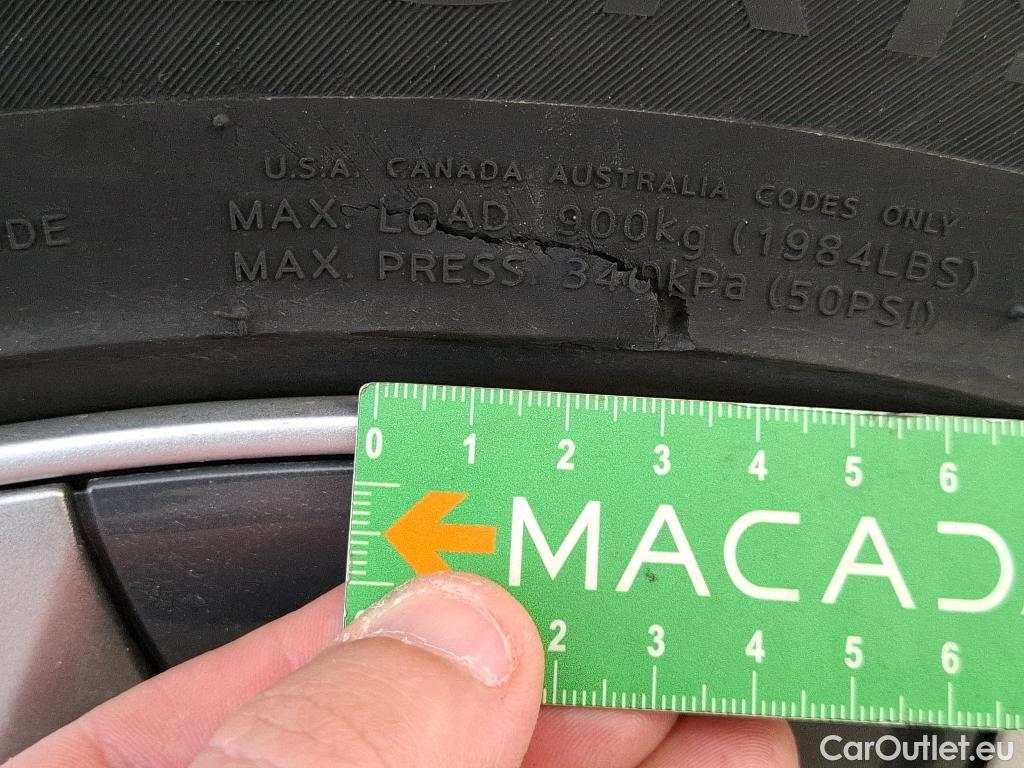 U.S.A. CANADA AUSTRALIA CODES ONLY
IDE
MAX. LOAD. 900kg (1984LBS)
MAX. PRESS. 340kPa (50PSI)
0 1 2 3 4 5 6
MACAD
2 3 4 5 6
CarOutlet.eu